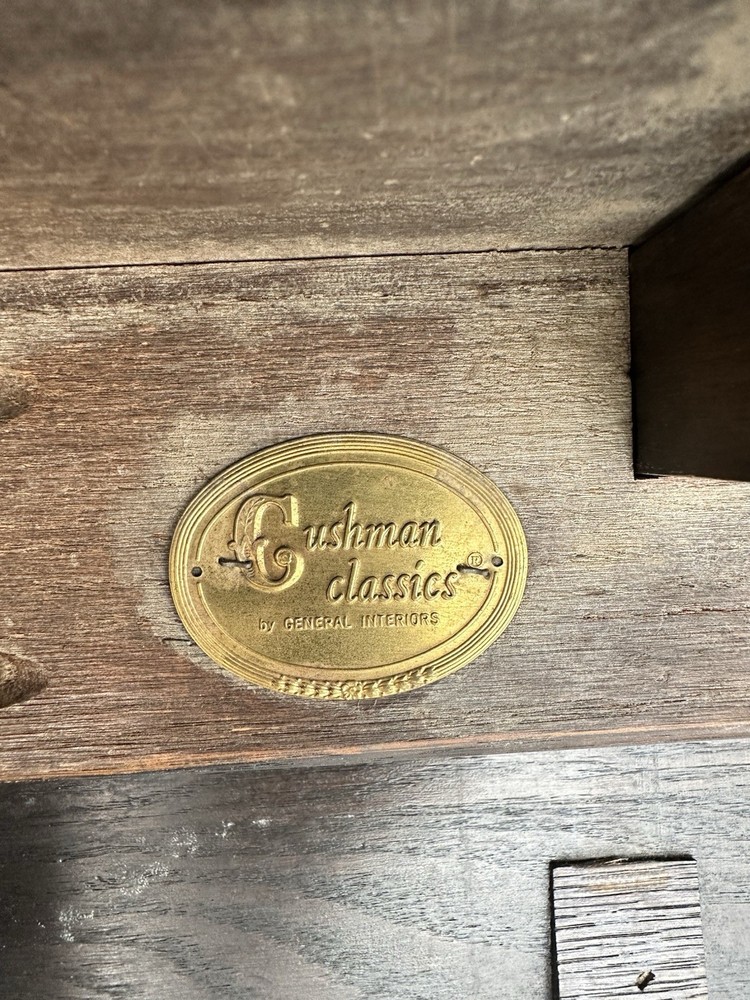 Cushman
classics®
by GENERAL INTERIORS